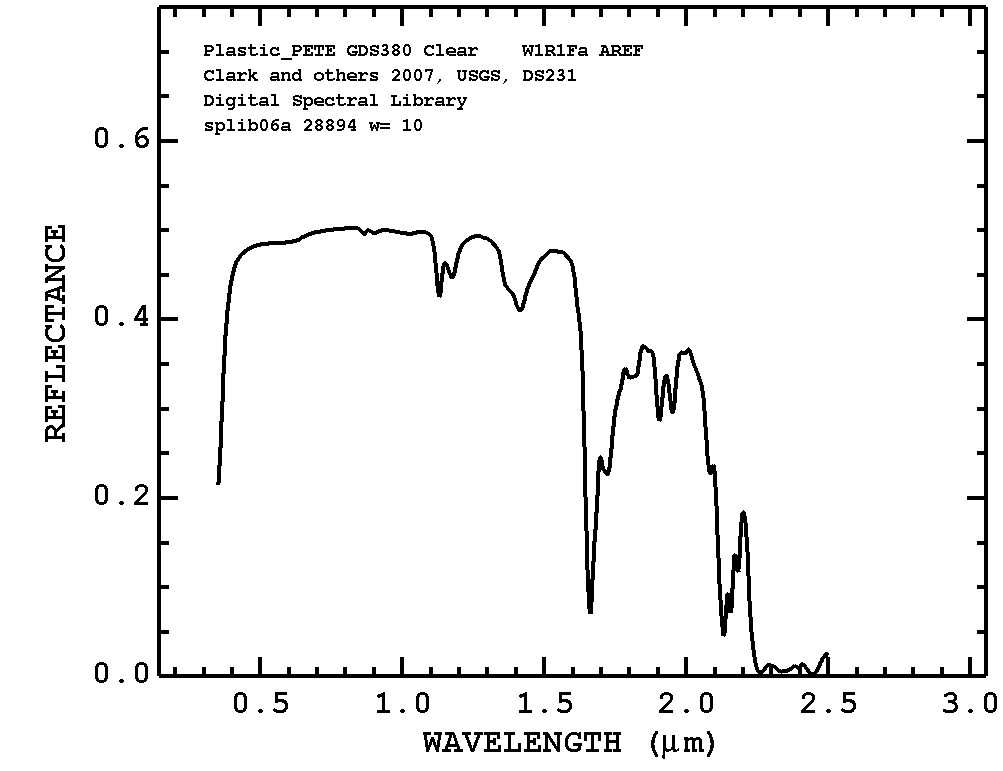 Plastic_PETE GDS380 Clear W1R1Fa AREF
Clark and others 2007, USGS, DS231
Digital Spectral Library
splib06a 28894 w= 10
REFLECTANCE
0.6
0.4
0.2
0.0
0.5 1.0 1.5 2.0 2.5 3.0
WAVELENGTH (μm)